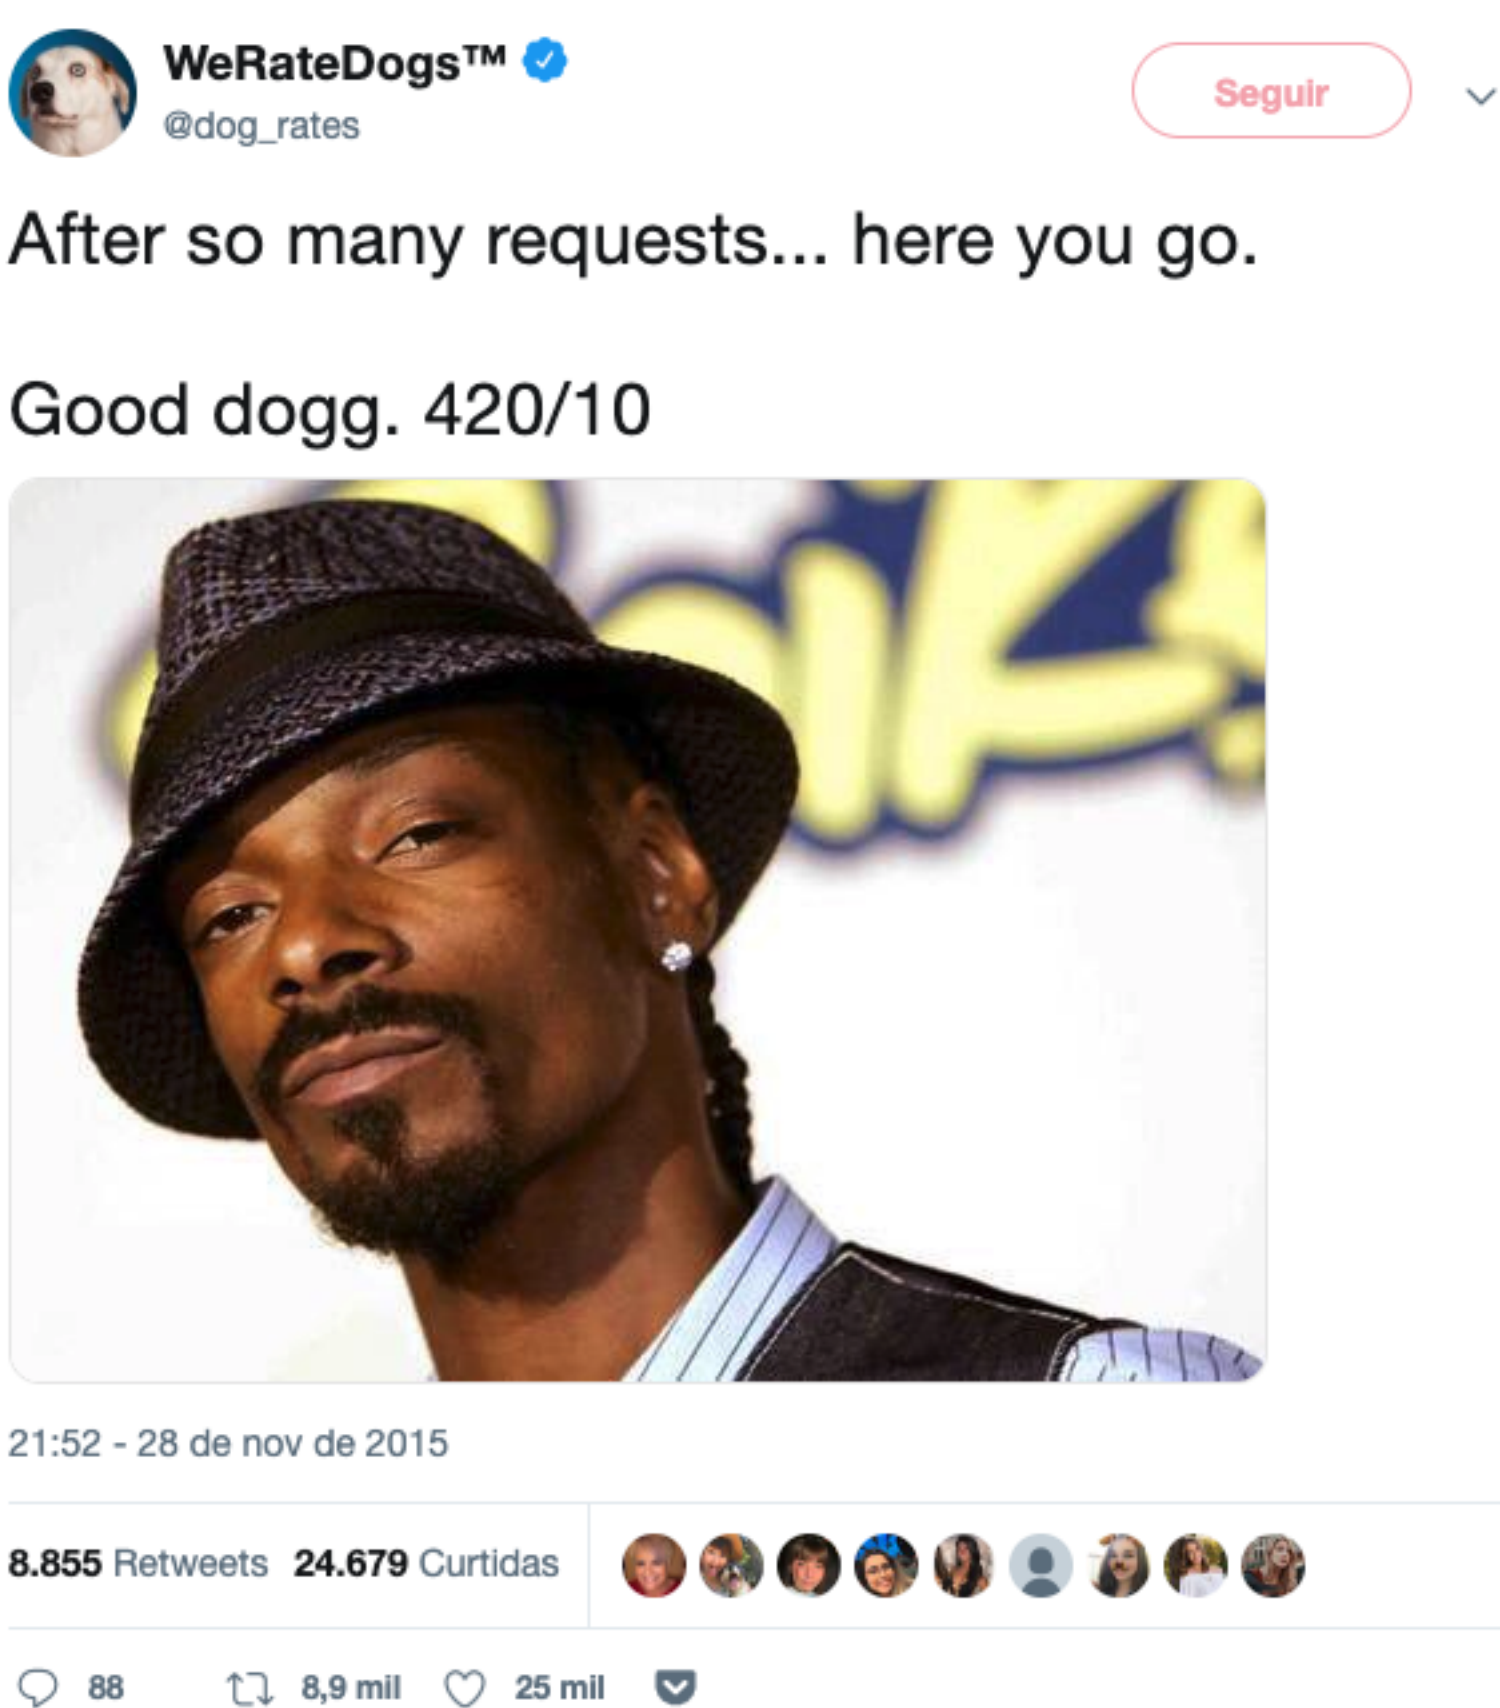 WeRateDogs™
Seguir
@dog_rates
After so many requests... here you go.
Good dogg. 420/10
21:52 - 28 de nov de 2015
8.855 Retweets 24.679 Curtidas
88 8,9 mil 25 mil